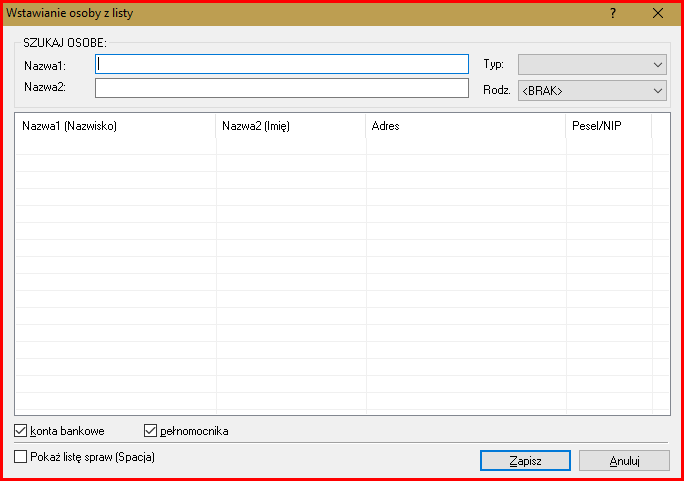 Wstawianie osoby z listy
SZUKAJ OSOBE:
Nazwa1:
Typ:
Nazwa2:
Rodz.
<BRAK>
Nazwa1 (Nazwisko)
Nazwa2 (Imię)
Adres
Pesel/NIP
konta bankowe
pełnomocnika
Pokaż listę spraw (Spacja)
Zapisz
Anuluj